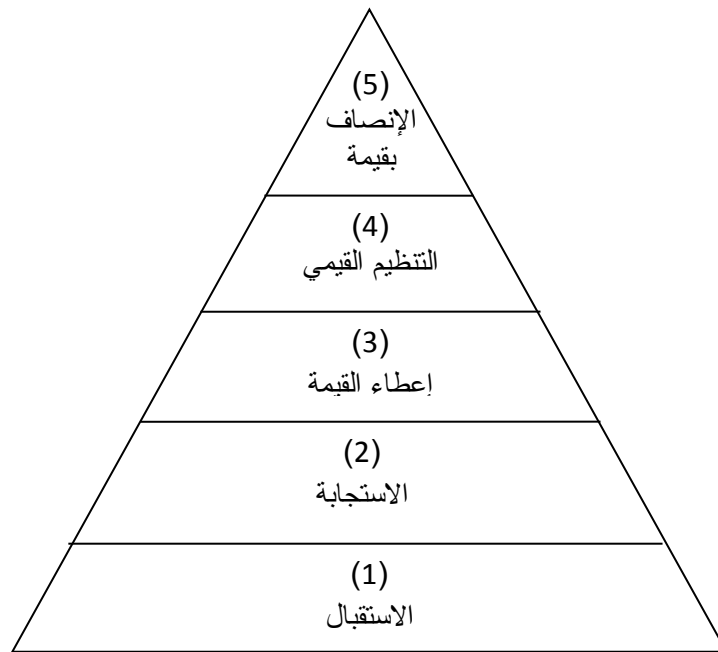 (5)
الإنصاف
بقيمة
(4)
التنظيم القيمي
(3)
إعطاء القيمة
(2)
الاستجابة
(1)
الاستقبال